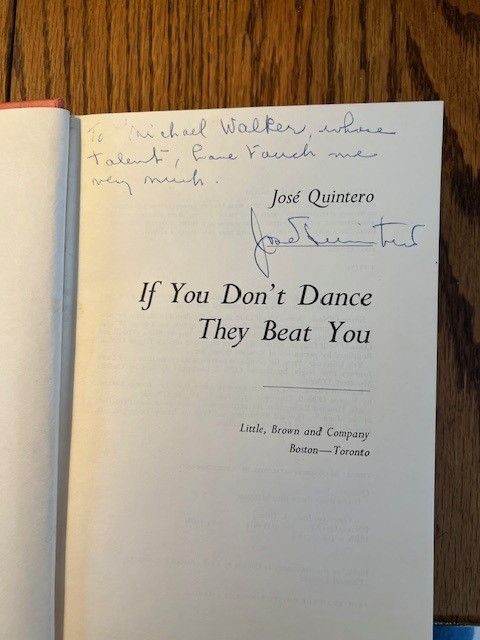 To Michael Walker, whose
talent, have touch me
very much.
José Quintero
José Quintero
If You Don't Dance
They Beat You
Little, Brown and Company
Boston—Toronto